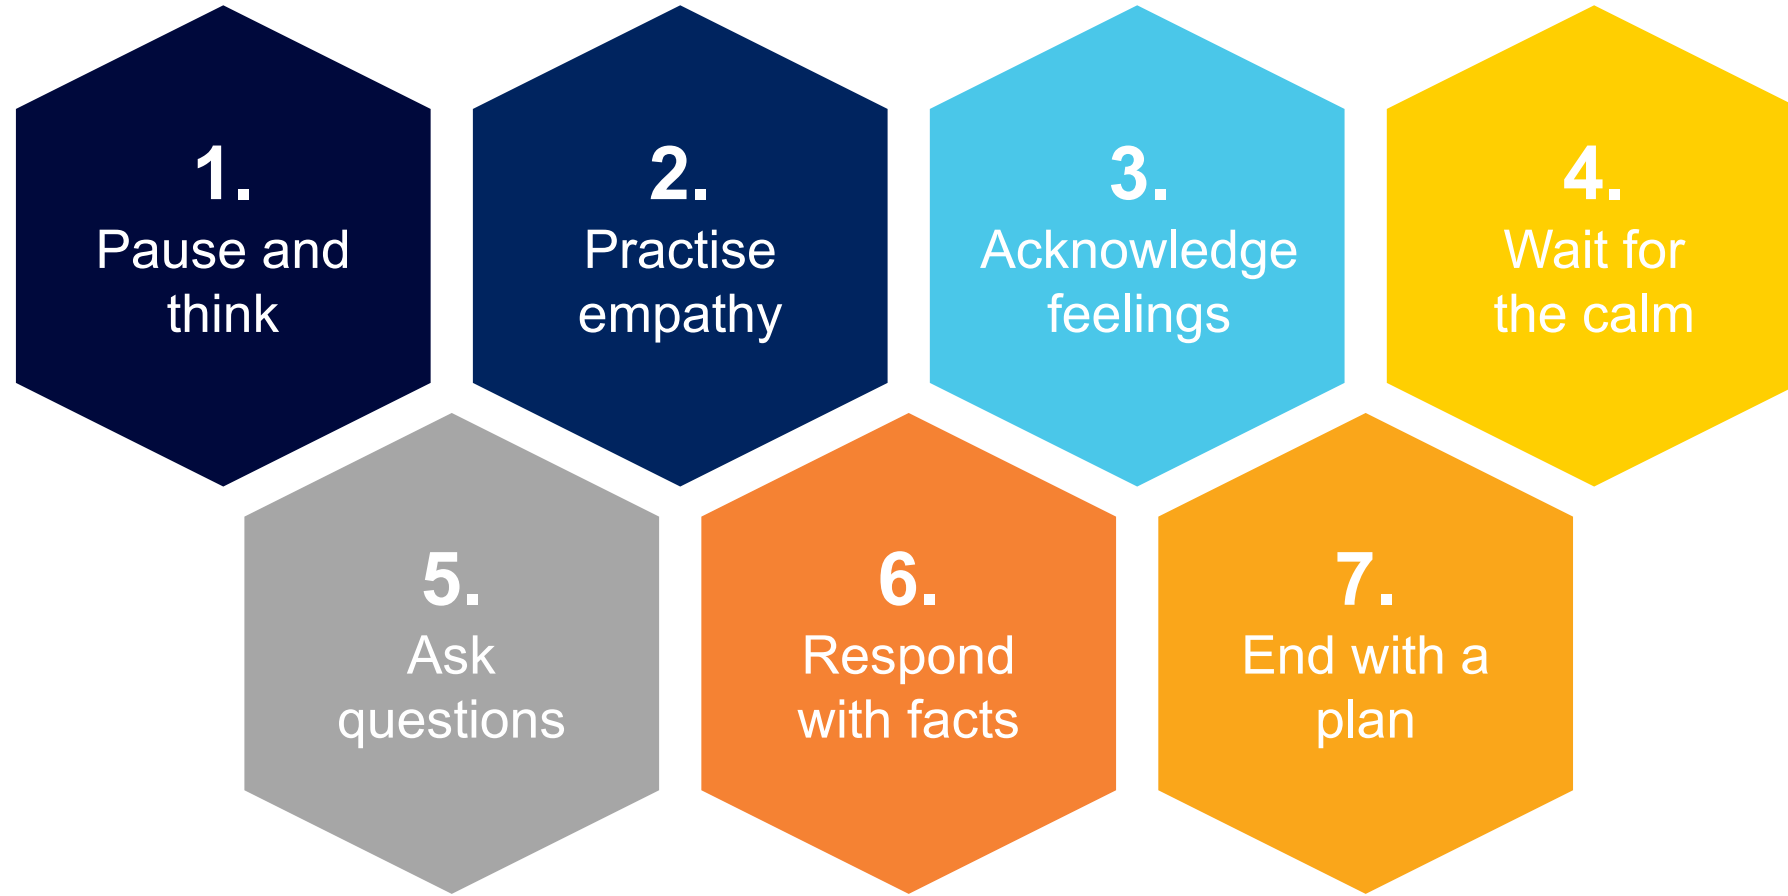 1.
Pause and
think
2.
Practise
empathy
3.
Acknowledge
feelings
4.
Wait for
the calm
5.
Ask
questions
6.
Respond
with facts
7.
End with a
plan